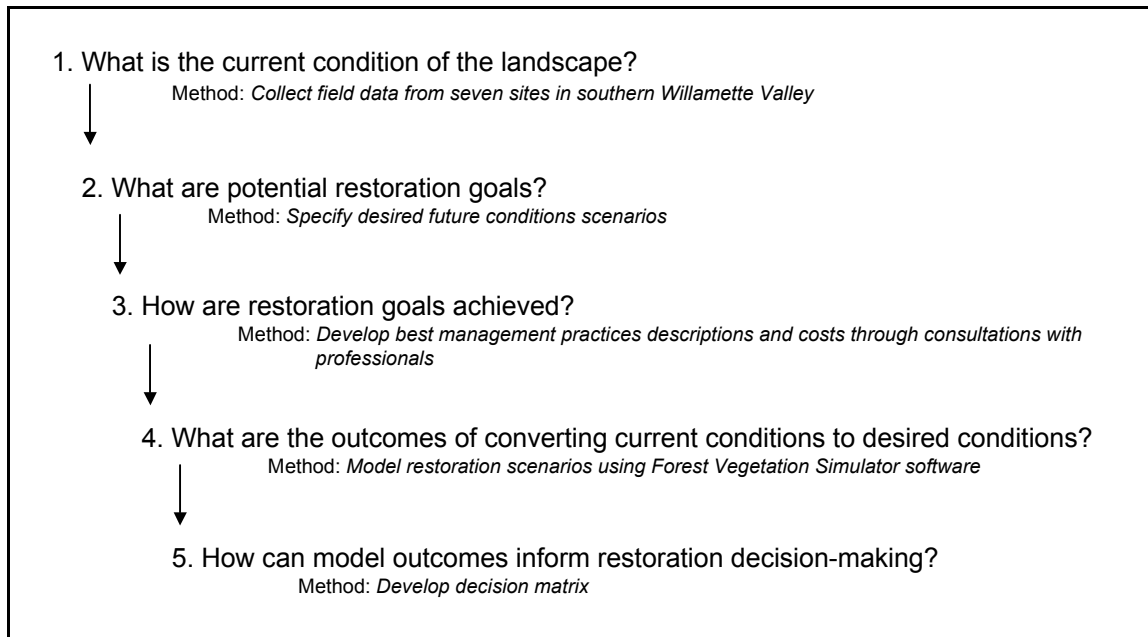 1. What is the current condition of the landscape?
Method: Collect field data from seven sites in southern Willamette Valley
2. What are potential restoration goals?
Method: Specify desired future conditions scenarios
3. How are restoration goals achieved?
Method: Develop best management practices descriptions and costs through consultations with
professionals
4. What are the outcomes of converting current conditions to desired conditions?
Method: Model restoration scenarios using Forest Vegetation Simulator software
5. How can model outcomes inform restoration decision-making?
Method: Develop decision matrix